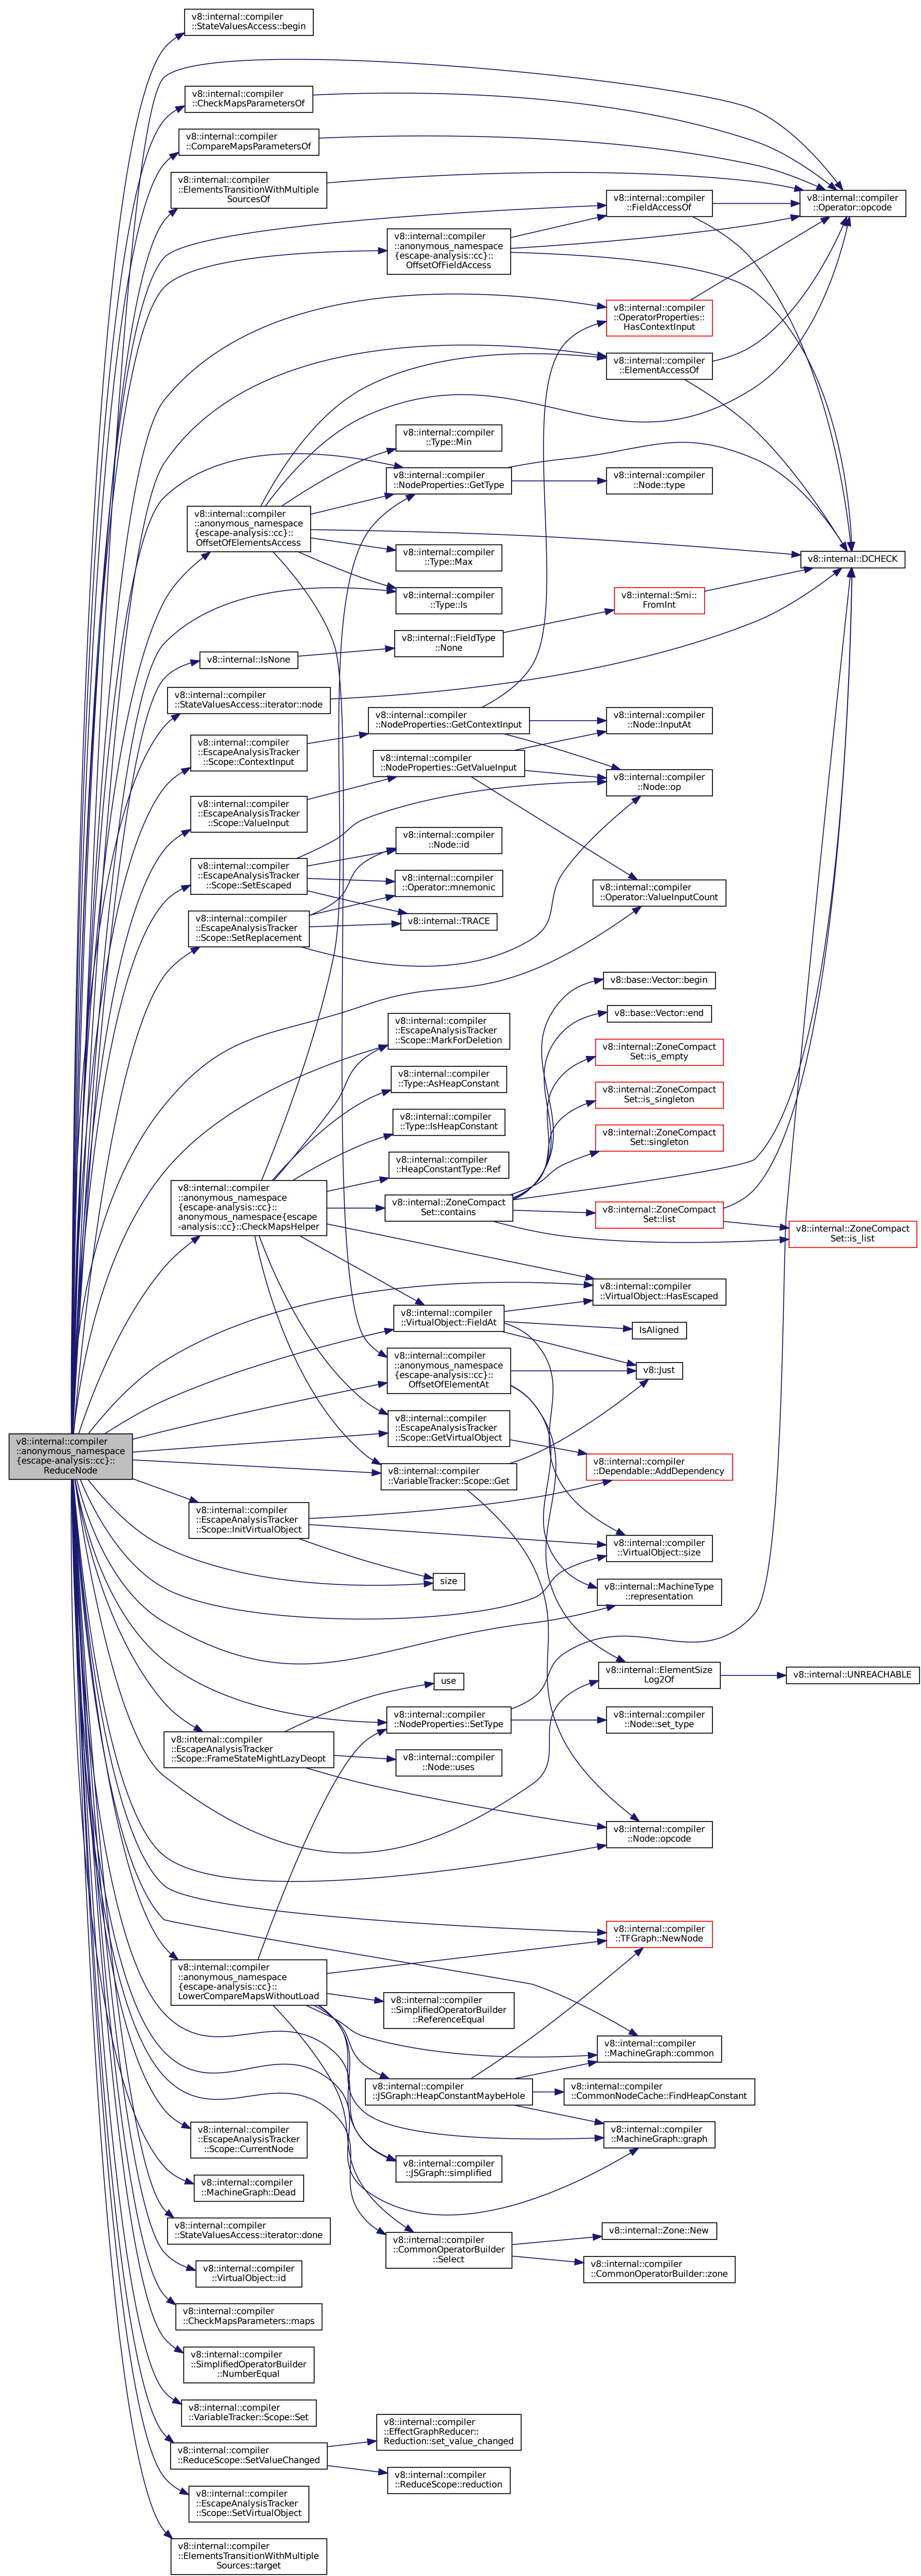 v8::internal::compiler
::StateValuesAccess::begin
v8::internal::compiler
::CheckMapsParametersOf
v8::internal::compiler
::CompareMapsParametersOf
v8::internal::compiler
::ElementsTransitionWithMultiple
SourcesOf
v8::internal::compiler
::FieldAccessOf
v8::internal::compiler
::Operator::opcode
v8::internal::compiler
::anonymous_namespace
{escape-analysis::cc}::
OffsetOfFieldAccess
v8::internal::compiler
::OperatorProperties::
HasContextInput
v8::internal::compiler
::ElementAccessOf
v8::internal::compiler
::Type::Min
v8::internal::compiler
::NodeProperties::GetType
v8::internal::compiler
::Node::type
v8::internal::compiler
::anonymous_namespace
{escape-analysis::cc}::
OffsetOfElementsAccess
v8::internal::compiler
::Type::Max
v8::internal::DCHECK
v8::internal::compiler
::Type::Is
v8::internal::Smi::
FromInt
v8::internal::FieldType
::None
v8::internal::IsNone
v8::internal::compiler
::StateValuesAccess::iterator::node
v8::internal::compiler
::NodeProperties::GetContextInput
v8::internal::compiler
::Node::InputAt
v8::internal::compiler
::EscapeAnalysisTracker
::Scope::ContextInput
v8::internal::compiler
::NodeProperties::GetValueInput
v8::internal::compiler
::Node::op
v8::internal::compiler
::EscapeAnalysisTracker
::Scope::ValueInput
v8::internal::compiler
::Node::id
v8::internal::compiler
::EscapeAnalysisTracker
::Scope::SetEscaped
v8::internal::compiler
::Operator::mnemonic
v8::internal::compiler
::Operator::ValueInputCount
v8::internal::compiler
::EscapeAnalysisTracker
::Scope::SetReplacement
v8::internal::TRACE
v8::base::Vector::begin
v8::base::Vector::end
v8::internal::compiler
::EscapeAnalysisTracker
::Scope::MarkForDeletion
v8::internal::ZoneCompact
Set::is_empty
v8::internal::compiler
::Type::AsHeapConstant
v8::internal::ZoneCompact
Set::is_singleton
v8::internal::compiler
::Type::IsHeapConstant
v8::internal::ZoneCompact
Set::singleton
v8::internal::compiler
::HeapConstantType::Ref
v8::internal::compiler
::anonymous_namespace
{escape-analysis::cc}::
anonymous_namespace{escape
-analysis::cc}::CheckMapsHelper
v8::internal::ZoneCompact
Set::contains
v8::internal::ZoneCompact
Set::list
v8::internal::ZoneCompact
Set::is_list
v8::internal::compiler
::VirtualObject::HasEscaped
v8::internal::compiler
::VirtualObject::FieldAt
IsAligned
v8::internal::compiler
::anonymous_namespace
{escape-analysis::cc}::
OffsetOfElementAt
v8::Just
v8::internal::compiler
::EscapeAnalysisTracker
::Scope::GetVirtualObject
v8::internal::compiler
::anonymous_namespace
{escape-analysis::cc}::
ReduceNode
v8::internal::compiler
::Dependable::AddDependency
v8::internal::compiler
::VariableTracker::Scope::Get
v8::internal::compiler
::EscapeAnalysisTracker
::Scope::InitVirtualObject
v8::internal::compiler
::VirtualObject::size
size
v8::internal::MachineType
::representation
v8::internal::ElementSize
Log2Of
v8::internal::UNREACHABLE
use
v8::internal::compiler
::NodeProperties::SetType
v8::internal::compiler
::Node::set_type
v8::internal::compiler
::EscapeAnalysisTracker
::Scope::FrameStateMightLazyDeopt
v8::internal::compiler
::Node::uses
v8::internal::compiler
::Node::opcode
v8::internal::compiler
::TFGraph::NewNode
v8::internal::compiler
::anonymous_namespace
{escape-analysis::cc}::
LowerCompareMapsWithoutLoad
v8::internal::compiler
::SimplifiedOperatorBuilder
::ReferenceEqual
v8::internal::compiler
::MachineGraph::common
v8::internal::compiler
::JSGraph::HeapConstantMaybeHole
v8::internal::compiler
::CommonNodeCache::FindHeapConstant
v8::internal::compiler
::MachineGraph::graph
v8::internal::compiler
::EscapeAnalysisTracker
::Scope::CurrentNode
v8::internal::compiler
::JSGraph::simplified
v8::internal::compiler
::MachineGraph::Dead
v8::internal::compiler
::StateValuesAccess::iterator::done
v8::internal::compiler
::CommonOperatorBuilder
::Select
v8::internal::Zone::New
v8::internal::compiler
::CommonOperatorBuilder::zone
v8::internal::compiler
::VirtualObject::id
v8::internal::compiler
::CheckMapsParameters::maps
v8::internal::compiler
::SimplifiedOperatorBuilder
::NumberEqual
v8::internal::compiler
::VariableTracker::Scope::Set
v8::internal::compiler
::ReduceScope::SetValueChanged
v8::internal::compiler
::EffectGraphReducer::
Reduction::set_value_changed
v8::internal::compiler
::ReduceScope::reduction
v8::internal::compiler
::EscapeAnalysisTracker
::Scope::SetVirtualObject
v8::internal::compiler
::ElementsTransitionWithMultiple
Sources::target